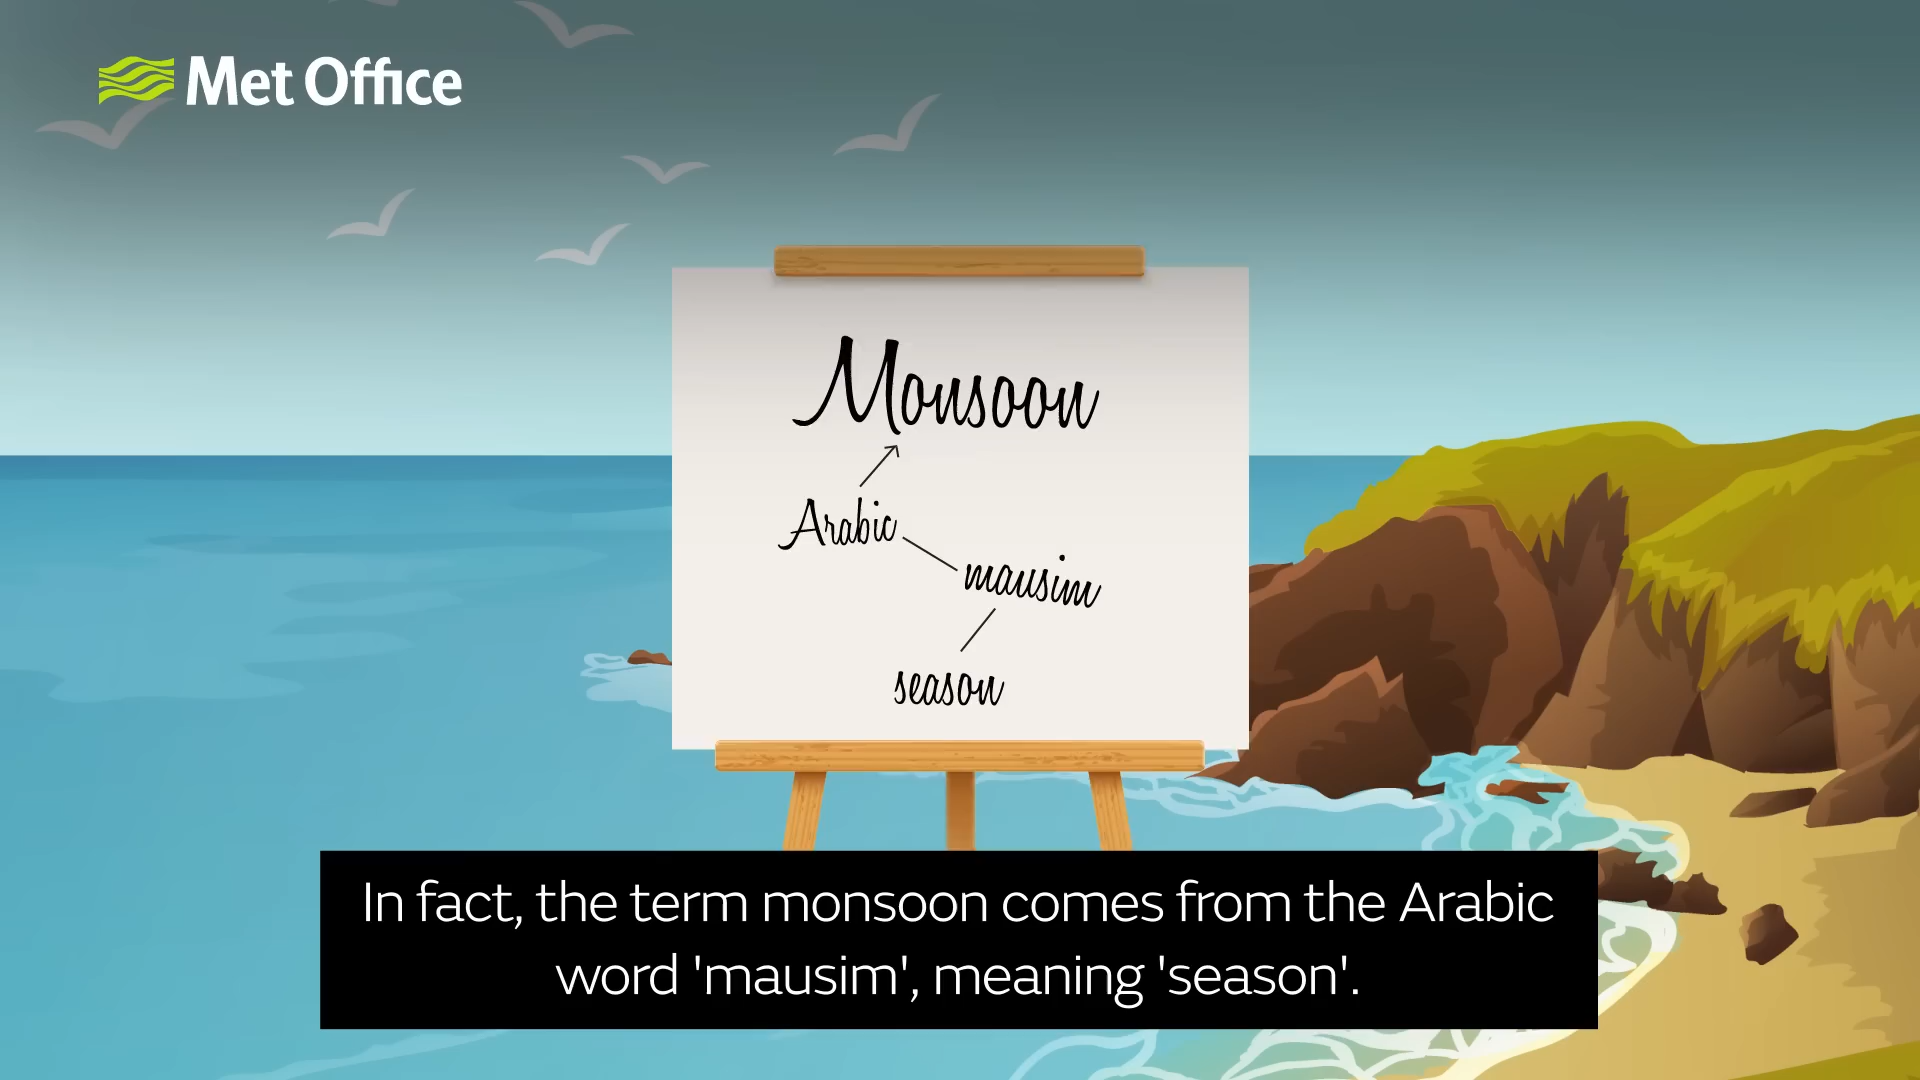 Met Office
Monsoon
Arabic
mausim
season
In fact, the term monsoon comes from the Arabic
word 'mausim', meaning 'season'.